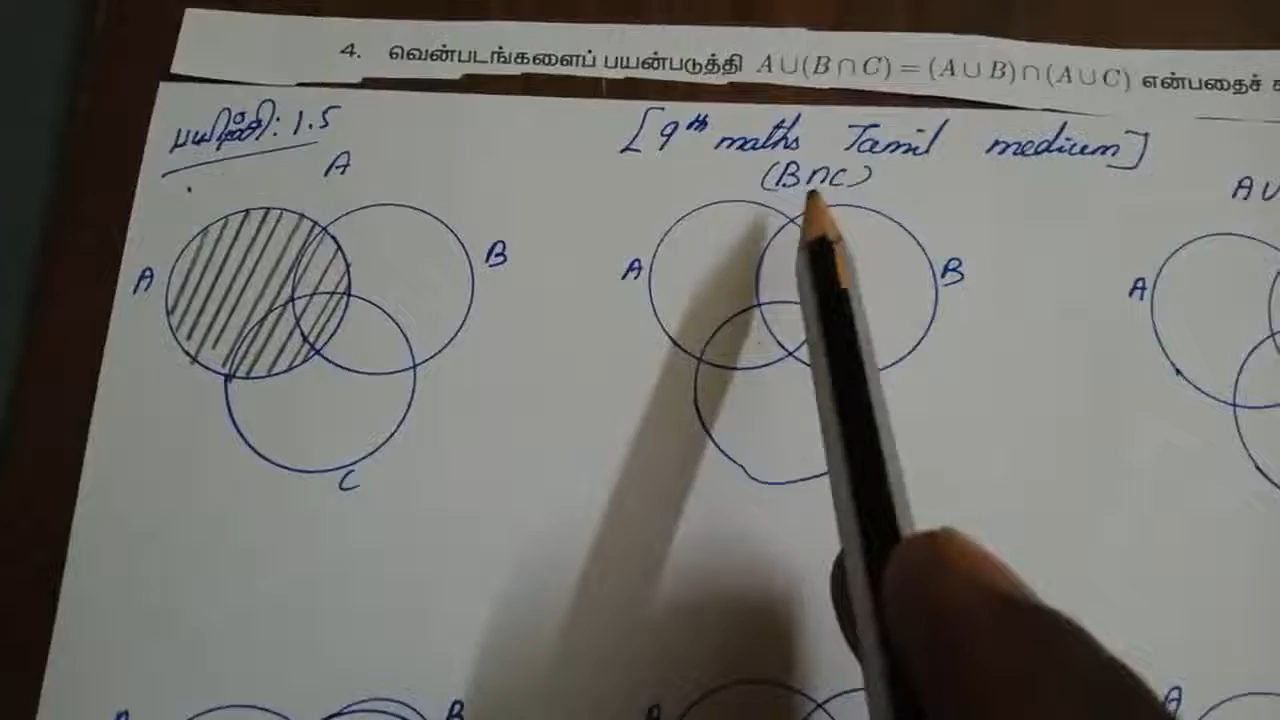 4. வென்படங்களைப் பயன்படுத்தி A∪(B∩C)=(A∪B)∩(A∪C) என்பதைச்
பயிற்சி: 1.5
[9th maths Tamil medium]
A
(B∩C)
A∪
A
B
C
A
B
A
B
A
A